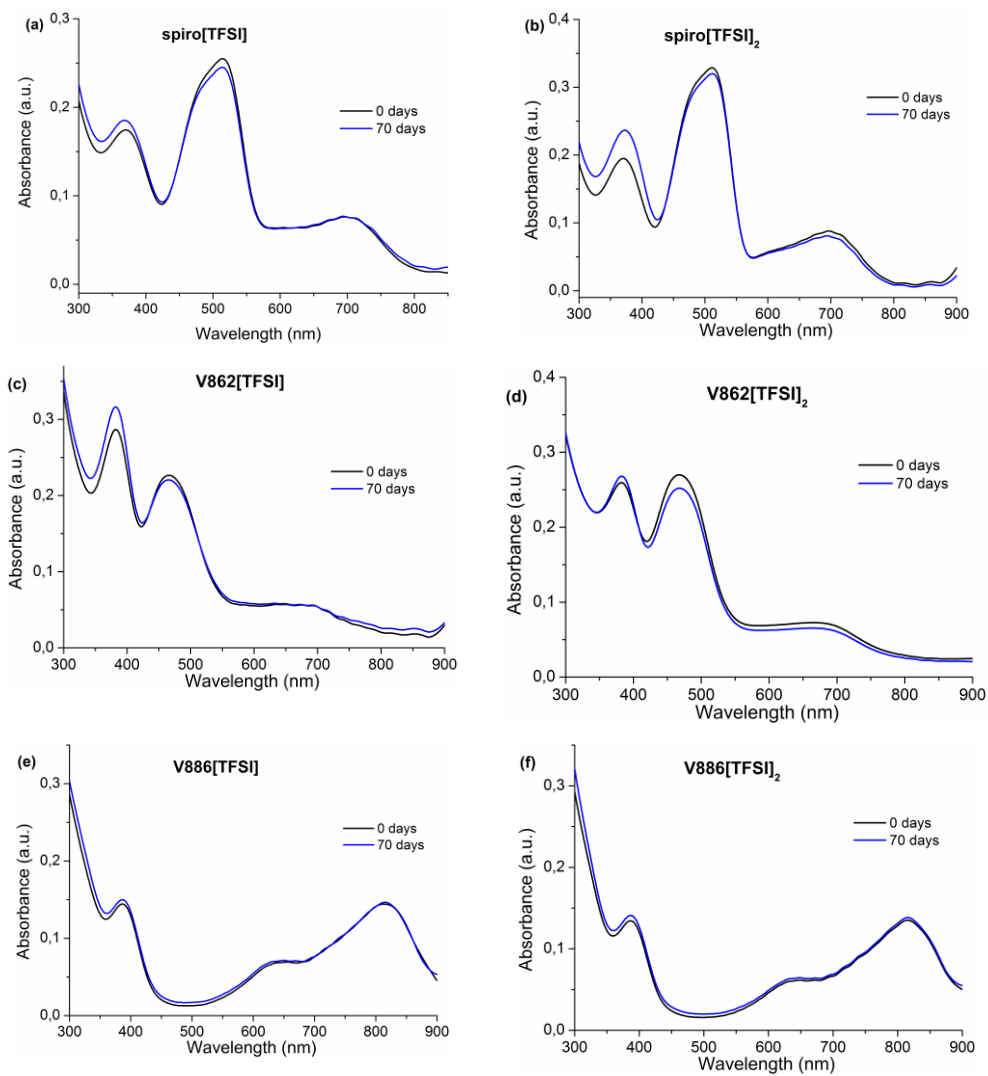 (a)
spiro[TFSI]
0 days
70 days
0,3
0,2
0,1
0,0
Absorbance (a.u.)
300 400 500 600 700 800
Wavelength (nm)
(b)
spiro[TFSI]₂
0 days
70 days
0,4
0,3
0,2
0,1
0,0
Absorbance (a.u.)
300 400 500 600 700 800 900
Wavelength (nm)
(c)
V862[TFSI]
0 days
70 days
0,3
0,2
0,1
0,0
Absorbance (a.u.)
300 400 500 600 700 800 900
Wavelength (nm)
(d)
V862[TFSI]₂
0 days
70 days
0,4
0,3
0,2
0,1
0,0
Absorbance (a.u.)
300 400 500 600 700 800 900
Wavelength (nm)
(e)
V886[TFSI]
0 days
70 days
0,3
0,2
0,1
0,0
Absorbance (a.u.)
300 400 500 600 700 800 900
Wavelength (nm)
(f)
V886[TFSI]₂
0 days
70 days
0,3
0,2
0,1
0,0
Absorbance (a.u.)
300 400 500 600 700 800 900
Wavelength (nm)